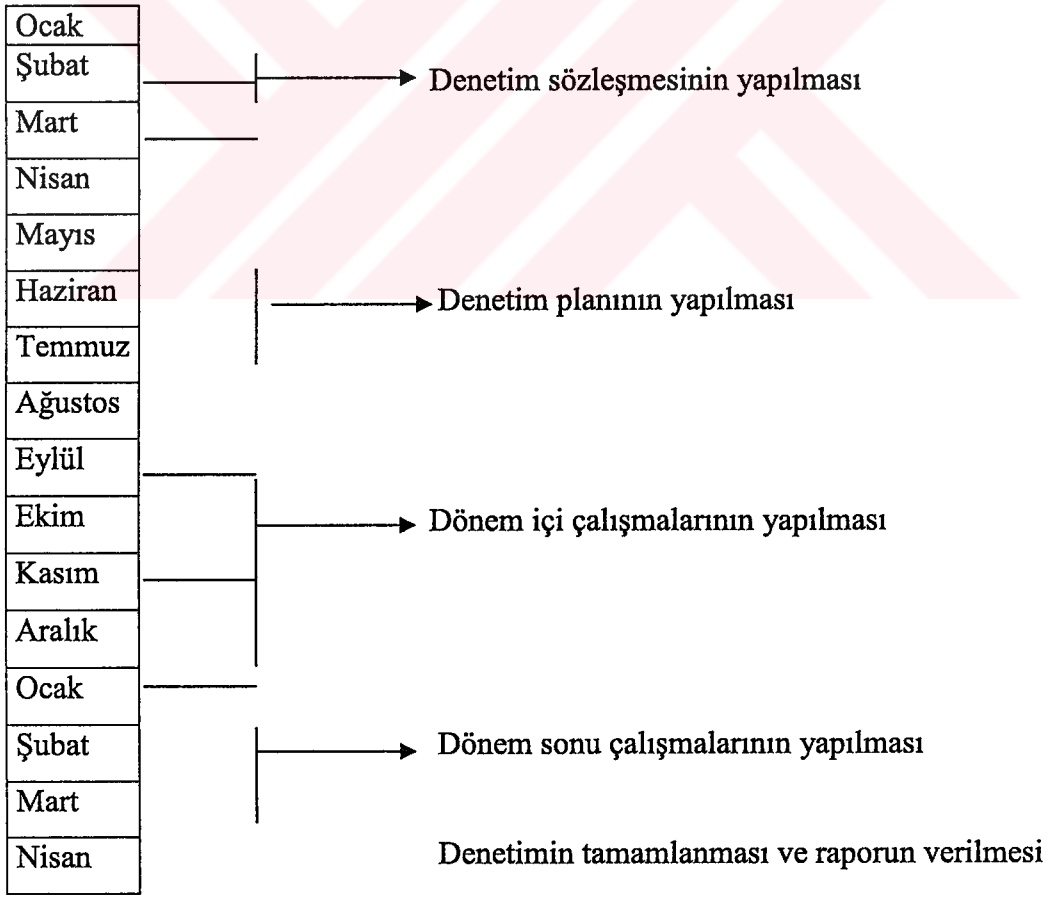 Ocak
Şubat
Denetim sözleşmesinin yapılması
Mart
Nisan
Mayıs
Haziran
Denetim planının yapılması
Temmuz
Ağustos
Eylül
Ekim
Dönem içi çalışmalarının yapılması
Kasım
Aralık
Ocak
Şubat
Dönem sonu çalışmalarının yapılması
Mart
Nisan
Denetimin tamamlanması ve raporun verilmesi